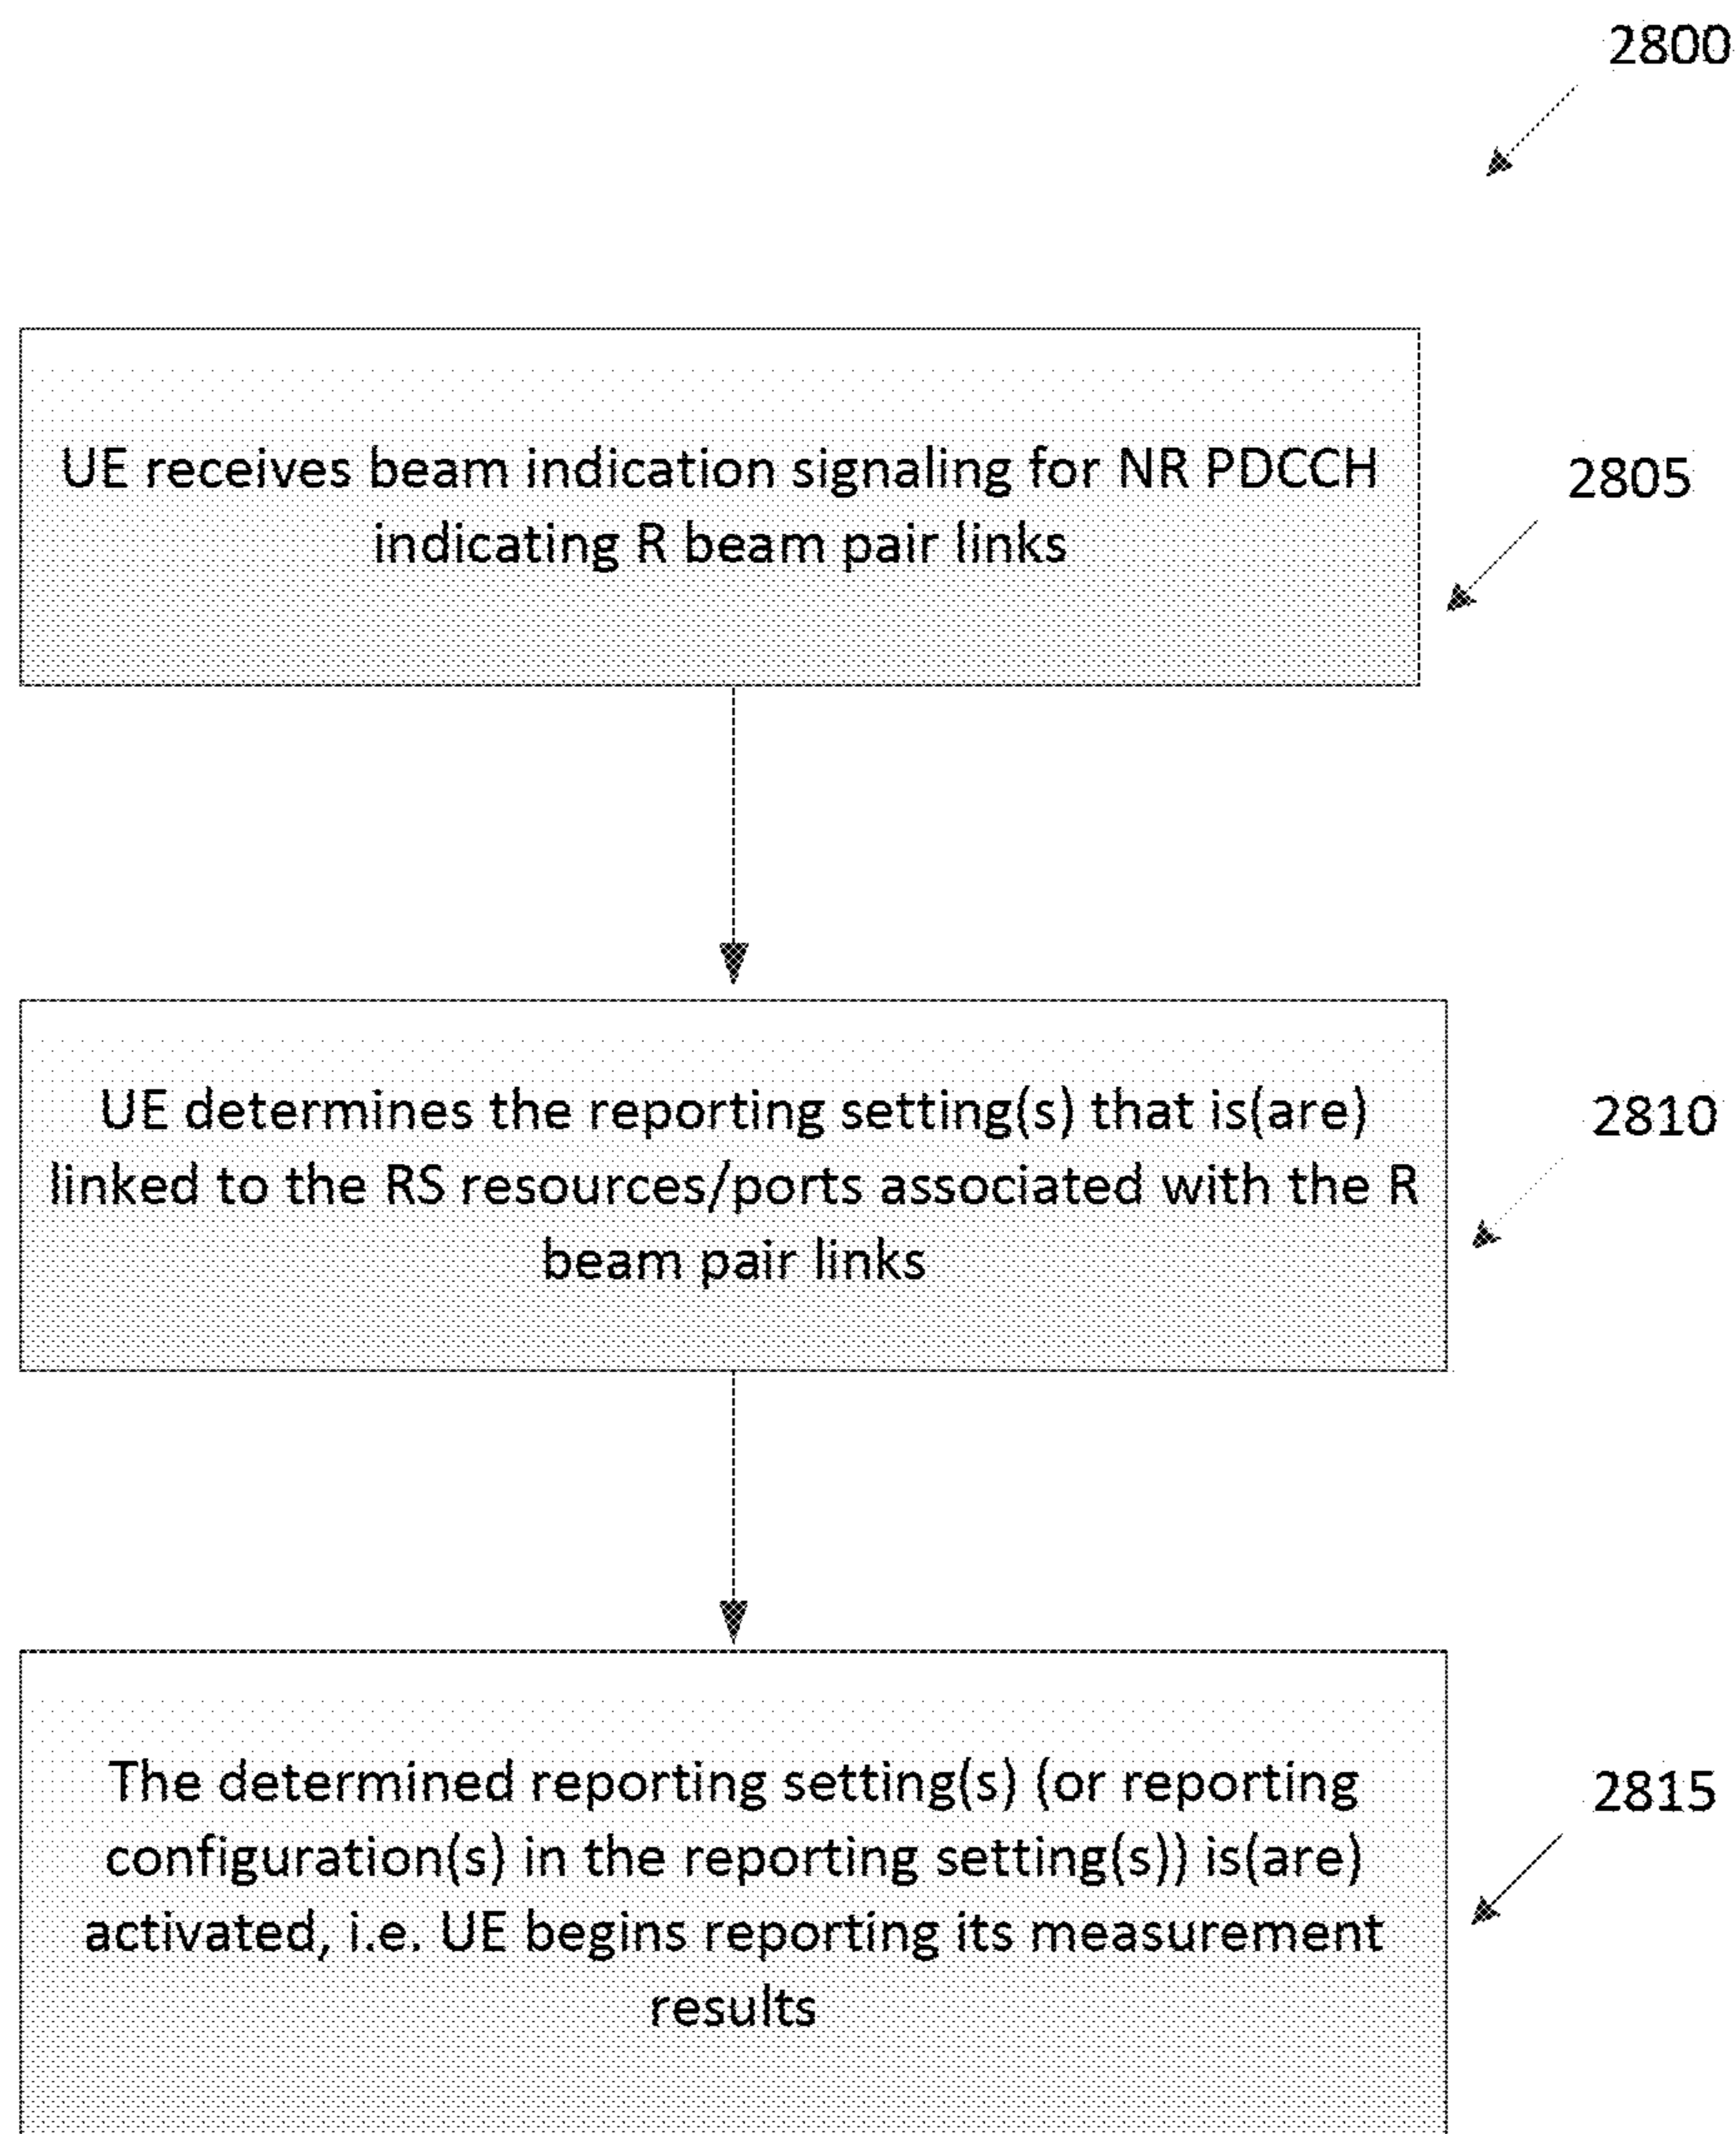 2800
UE receives beam indication signaling for NR PDCCH
indicating R beam pair links
2805
UE determines the reporting setting(s) that is(are)
linked to the RS resources/ports associated with the R
beam pair links
2810
The determined reporting setting(s) (or reporting
configuration(s) in the reporting setting(s)) is(are)
activated, i.e. UE begins reporting its measurement
results
2815